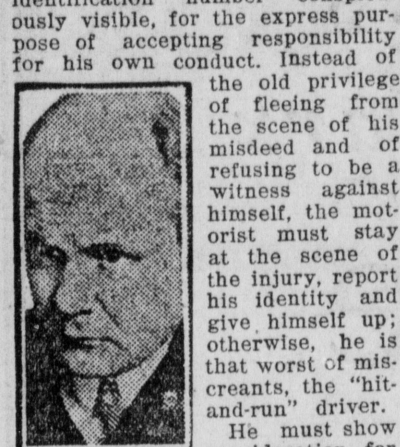 identification number conspicu-
ously visible, for the express pur-
pose of accepting responsibility
for his own conduct. Instead of
the old privilege
of fleeing from
the scene of his
misdeed and of
refusing to be a
witness against
himself, the mot-
orist must stay
at the scene of
the injury, report
his identity and
give himself up;
otherwise, he is
that worst of mis-
creants, the "hit-
and-run" driver.
He must show